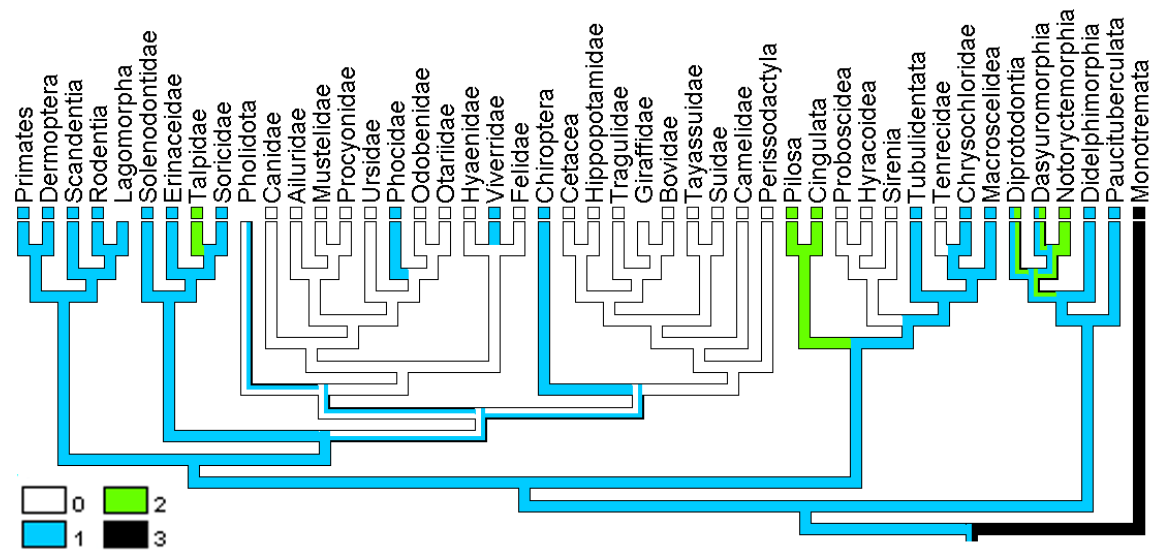 Primates
Dermoptera
Scandentia
Rodentia
Lagomorpha
Solenodontidae
Erinaceidae
Talpidae
Soricidae
Pholidota
Canidae
Ailuridae
Mustelidae
Procyonidae
Ursidae
Phocidae
Odobenidae
Otariidae
Hyaenidae
Viverridae
Felidae
Chiroptera
Cetacea
Hippopotamidae
Tragulidae
Giraffidae
Bovidae
Tayassuidae
Suidae
Camelidae
Perissodactyla
Pilosa
Cingulata
Proboscidea
Hyracoidea
Sirenia
Tubulidentata
Tenrecidae
Chrysochloridae
Macroscelidea
Diprotodontia
Dasyuromorphia
Notoryctemorphia
Didelphimorphia
Paucituberculata
Monotremata
0 2
1 3